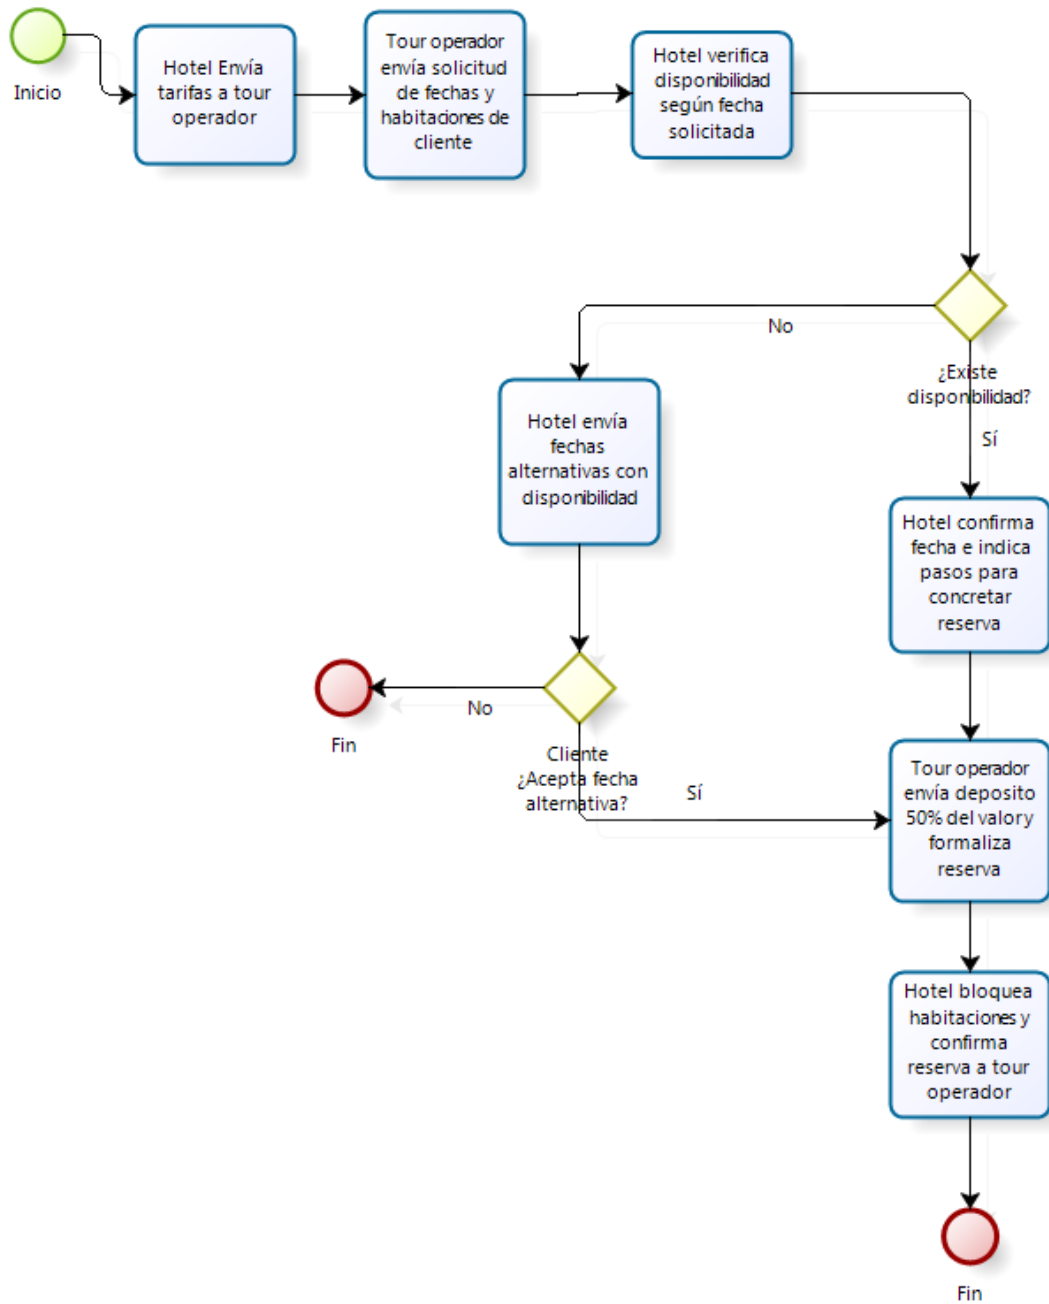 Inicio
Hotel Envía
tarifas a tour
operador
Tour operador
envía solicitud
de fechas y
habitaciones de
cliente
Hotel verifica
disponibilidad
según fecha
solicitada
¿Existe
disponbilidad?
No
Sí
Hotel envía
fechas
alternativas con
disponibilidad
Hotel confirma
fecha e indica
pasos para
concretar
reserva
Cliente
¿Acepta fecha
alternativa?
No
Fin
Sí
Tour operador
envía deposito
50% del valor y
formaliza
reserva
Hotel bloquea
habitaciones y
confirma
reserva a tour
operador
Fin